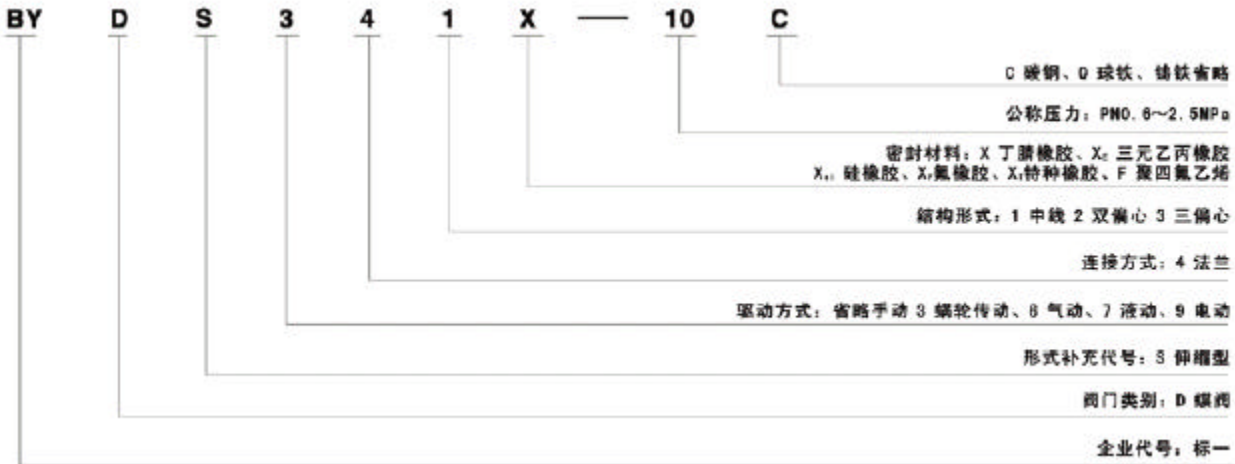 BY D S 3 4 1 X — 10 C
C 碳钢、Q 球铁、铸铁省略
公称压力：PN0.6～2.5MPa
密封材料：X 丁腈橡胶、XE 三元乙丙橡胶
硅橡胶、XF氟橡胶、XT特种橡胶、F 聚四氟乙烯
结构形式：1 中线 2 双偏心 3 三偏心
连接方式：4 法兰
驱动方式：省略手动 3 蜗轮传动、6 气动、7 液动、9 电动
形式补充代号：S 伸缩型
阀门类别：D 蝶阀
企业代号：标一